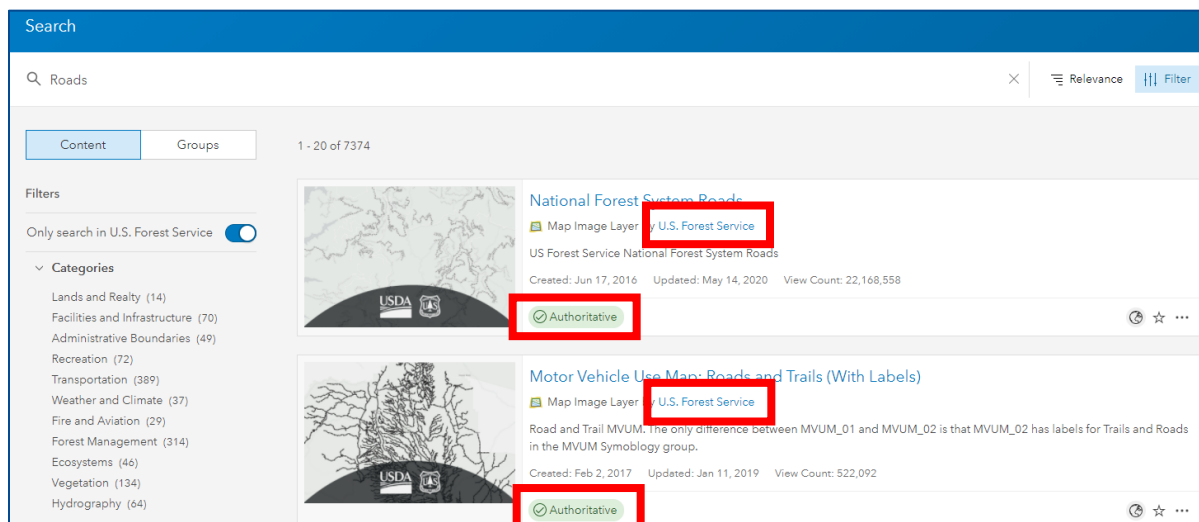 Search
Roads
Relevance
Filter
Content
Groups
1 - 20 of 7374
Filters
Only search in U.S. Forest Service
Categories
Lands and Realty (14)
Facilities and Infrastructure (70)
Administrative Boundaries (49)
Recreation (72)
Transportation (389)
Weather and Climate (37)
Fire and Aviation (29)
Forest Management (314)
Ecosystems (46)
Vegetation (134)
Hydrography (64)
USDA
National Forest System Roads
Map Image Layer by U.S. Forest Service
US Forest Service National Forest System Roads
Created: Jun 17, 2016 Updated: May 14, 2020 View Count: 22,168,558
Authoritative
USDA
Motor Vehicle Use Map: Roads and Trails (With Labels)
Map Image Layer by U.S. Forest Service
Road and Trail MVUM. The only difference between MVUM_01 and MVUM_02 is that MVUM_02 has labels for Trails and Roads
in the MVUM Symoblogy group.
Created: Feb 2, 2017 Updated: Jan 11, 2019 View Count: 522,092
Authoritative